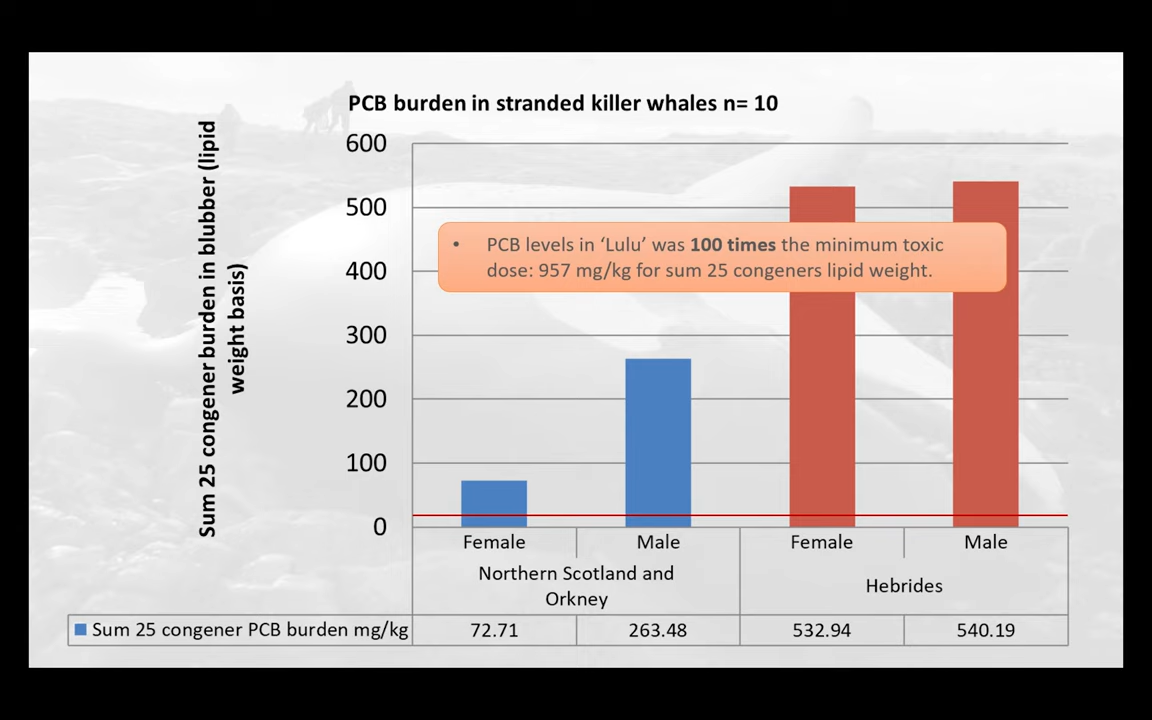 PCB burden in stranded killer whales n= 10
Sum 25 congener burden in blubber (lipid
weight basis)
600
500
400
300
200
100
0
• PCB levels in ‘Lulu’ was 100 times the minimum toxic
dose: 957 mg/kg for sum 25 congeners lipid weight.
Female Male Female Male
Northern Scotland and
Orkney
Hebrides
Sum 25 congener PCB burden mg/kg 72.71 263.48 532.94 540.19